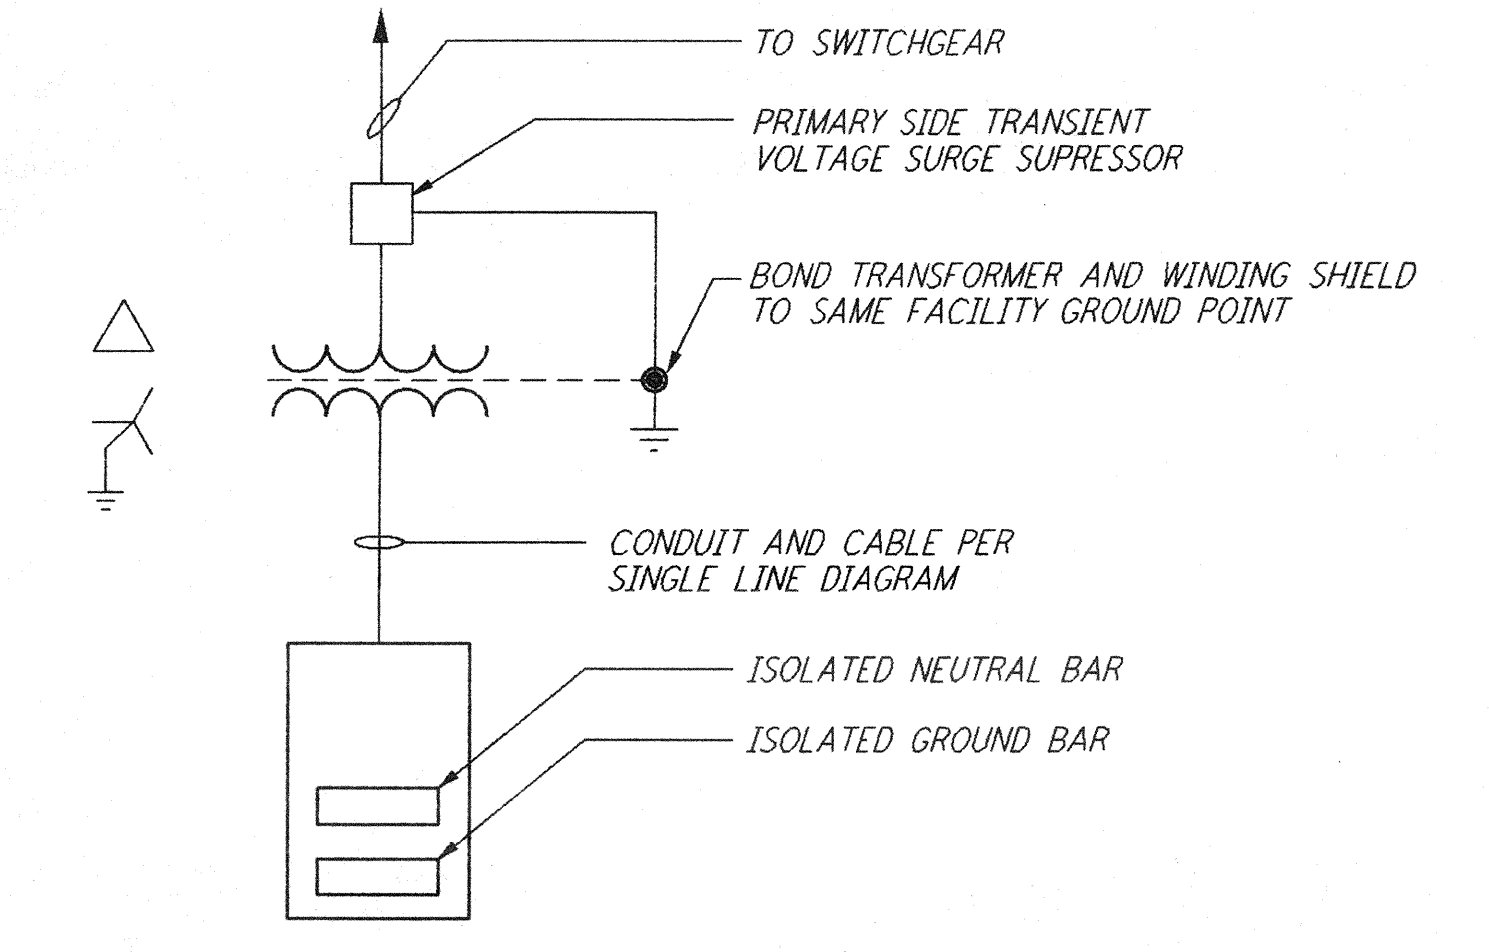 TO SWITCHGEAR
PRIMARY SIDE TRANSIENT
VOLTAGE SURGE SUPRESSOR
BOND TRANSFORMER AND WINDING SHIELD
TO SAME FACILITY GROUND POINT
CONDUIT AND CABLE PER
SINGLE LINE DIAGRAM
ISOLATED NEUTRAL BAR
ISOLATED GROUND BAR